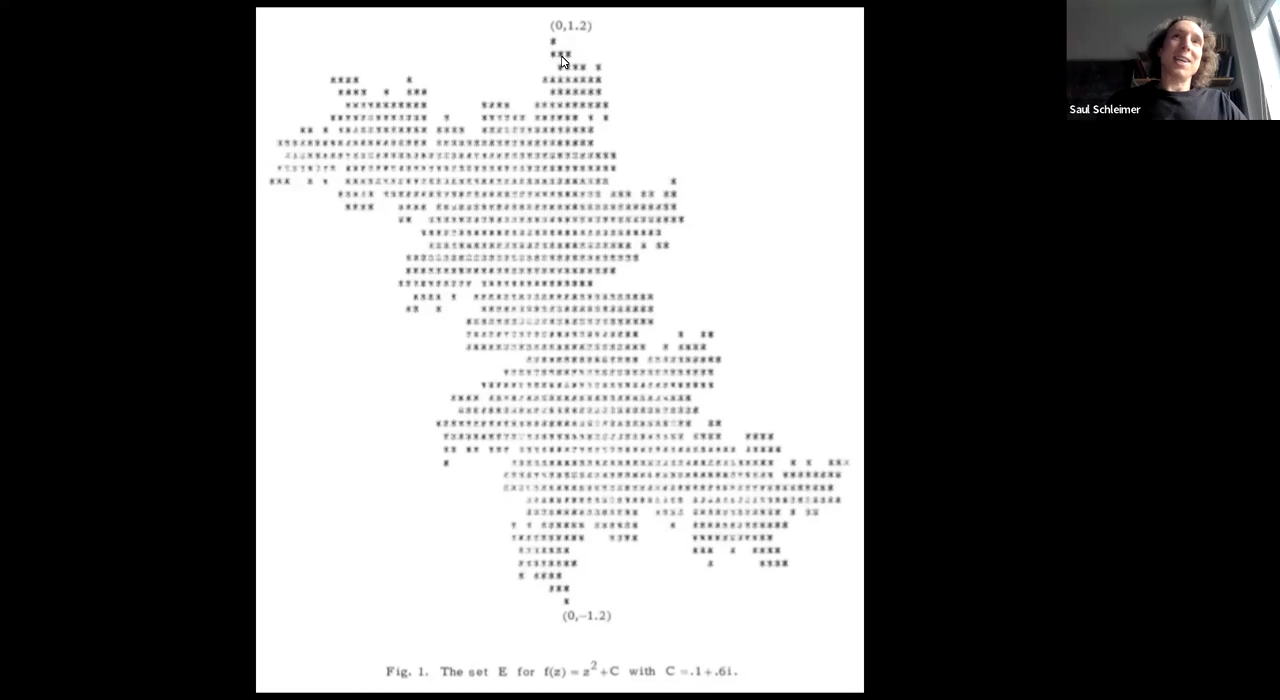 (0,1.2)
Saul Schleimer
(0,−1.2)
Fig. 1. The set E for f(z) = z²+C with C = .1+.6i.